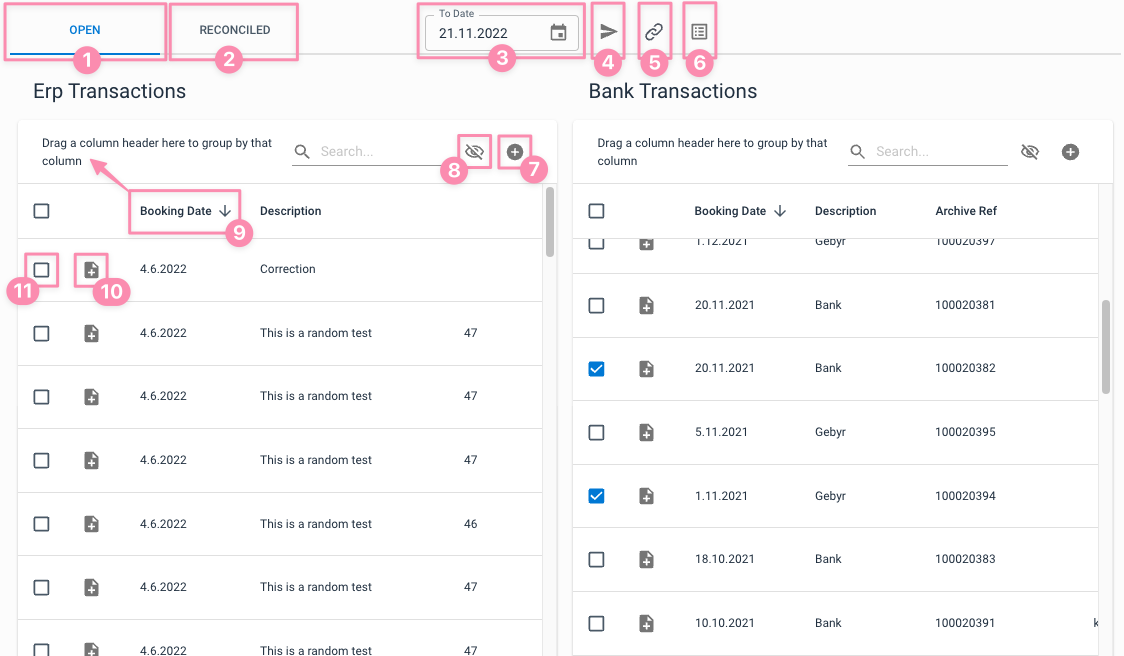 OPEN
RECONCILED
To Date
21.11.2022
1
2
3
4
5
6
Erp Transactions
Drag a column header here to group by that
column
Search...
8
7
Booking Date
Description
9
4.6.2022 Correction
11
10
4.6.2022 This is a random test 47
4.6.2022 This is a random test 47
4.6.2022 This is a random test 47
4.6.2022 This is a random test 46
4.6.2022 This is a random test 47
4.6.2022 This is a random test 47
Bank Transactions
Drag a column header here to group by that
column
Search...
Booking Date Description Archive Ref
1.12.2021 Gebyr 100020397
20.11.2021 Bank 100020381
20.11.2021 Bank 100020382
5.11.2021 Gebyr 100020395
1.11.2021 Gebyr 100020394
18.10.2021 Bank 100020383
10.10.2021 Bank 100020391 k